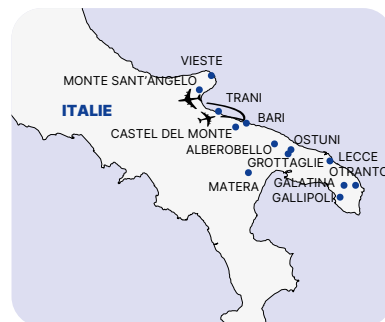 VIESTE
MONTE SANT'ANGELO
TRANI
ITALIE
BARI
CASTEL DEL MONTE
OSTUNI
ALBEROBELLO
LECCE
GROTTAGLIE
OTRANTO
GALATINA
MATERA
GALLIPOLI